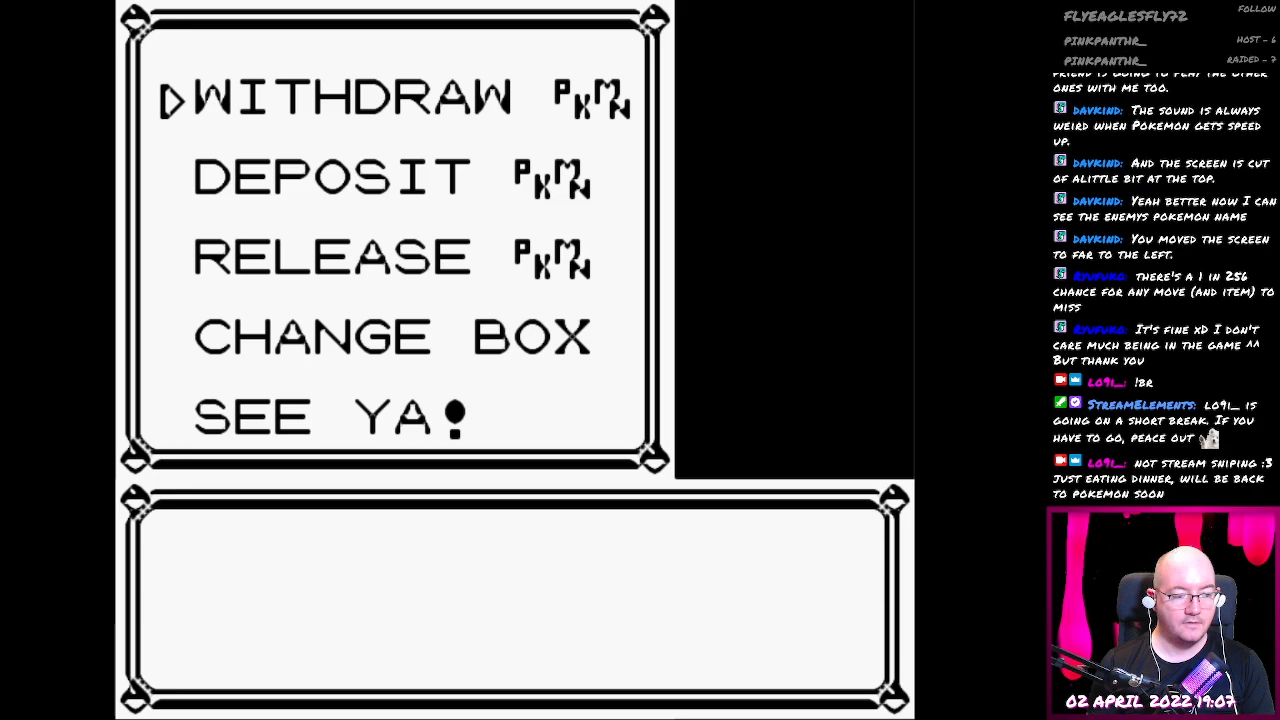 WITHDRAW PKMN
DEPOSIT PKMN
RELEASE PKMN
CHANGE BOX
SEE YA!
FOLLOW
FLYEAGLESFLY72
PINKPANTHR_ HOST - 6
PINKPANTHR_ RAIDED - 7
FRIEND IS GOING TO PLAY THE OTHER
ONES WITH ME TOO.
DAVKIND: THE SOUND IS ALWAYS
WEIRD WHEN POKEMON GETS SPEED
UP.
DAVKIND: AND THE SCREEN IS CUT
OF ALITTLE BIT AT THE TOP.
DAVKIND: YEAH BETTER NOW I CAN
SEE THE ENEMYS POKEMON NAME
DAVKIND: YOU MOVED THE SCREEN
TO FAR TO THE LEFT.
RYUFUKO: THERE'S A 1 IN 256
CHANCE FOR ANY MOVE (AND ITEM) TO
MISS
RYUFUKO: IT'S FINE XD I DON'T
CARE MUCH BEING IN THE GAME ^^
BUT THANK YOU
LO9I_: !BR
STREAMELEMENTS: LO9I_ IS
GOING ON A SHORT BREAK. IF YOU
HAVE TO GO, PEACE OUT
LO9I_: NOT STREAM SNIPING :3
JUST EATING DINNER, WILL BE BACK
TO POKEMON SOON
02 APRIL 2022 19:07